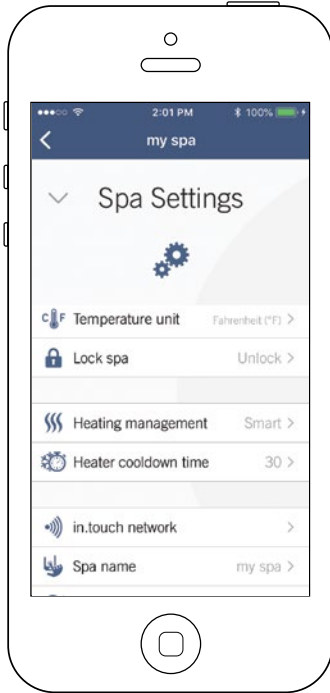 2:01 PM 100%
my spa
Spa Settings
C F Temperature unit Fahrenheit (°F) >
Lock spa Unlock >
Heating management Smart >
Heater cooldown time 30 >
in.touch network >
Spa name my spa >